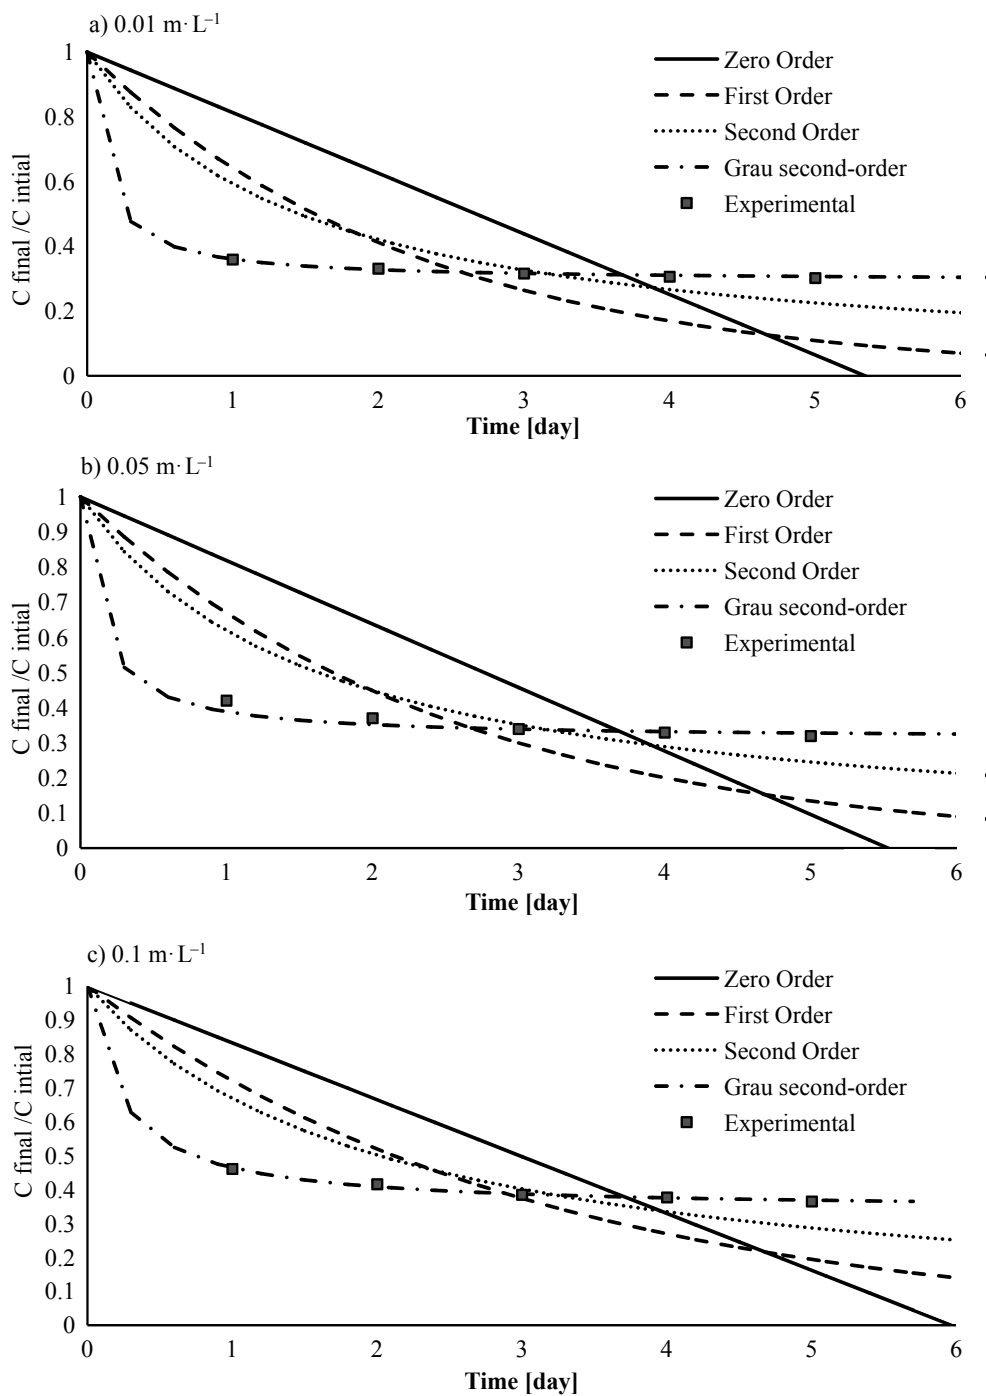 a) 0.01 m· L–1
1
0.8
0.6
0.4
0.2
0
C final /C intial
Zero Order
First Order
Second Order
Grau second-order
Experimental
0 1 2 3 4 5 6
Time [day]
b) 0.05 m· L–1
1
0.9
0.8
0.7
0.6
0.5
0.4
0.3
0.2
0.1
0
C final /C intial
Zero Order
First Order
Second Order
Grau second-order
Experimental
0 1 2 3 4 5 6
Time [day]
c) 0.1 m· L–1
1
0.9
0.8
0.7
0.6
0.5
0.4
0.3
0.2
0.1
0
C final /C intial
Zero Order
First Order
Second Order
Grau second-order
Experimental
0 1 2 3 4 5 6
Time [day]